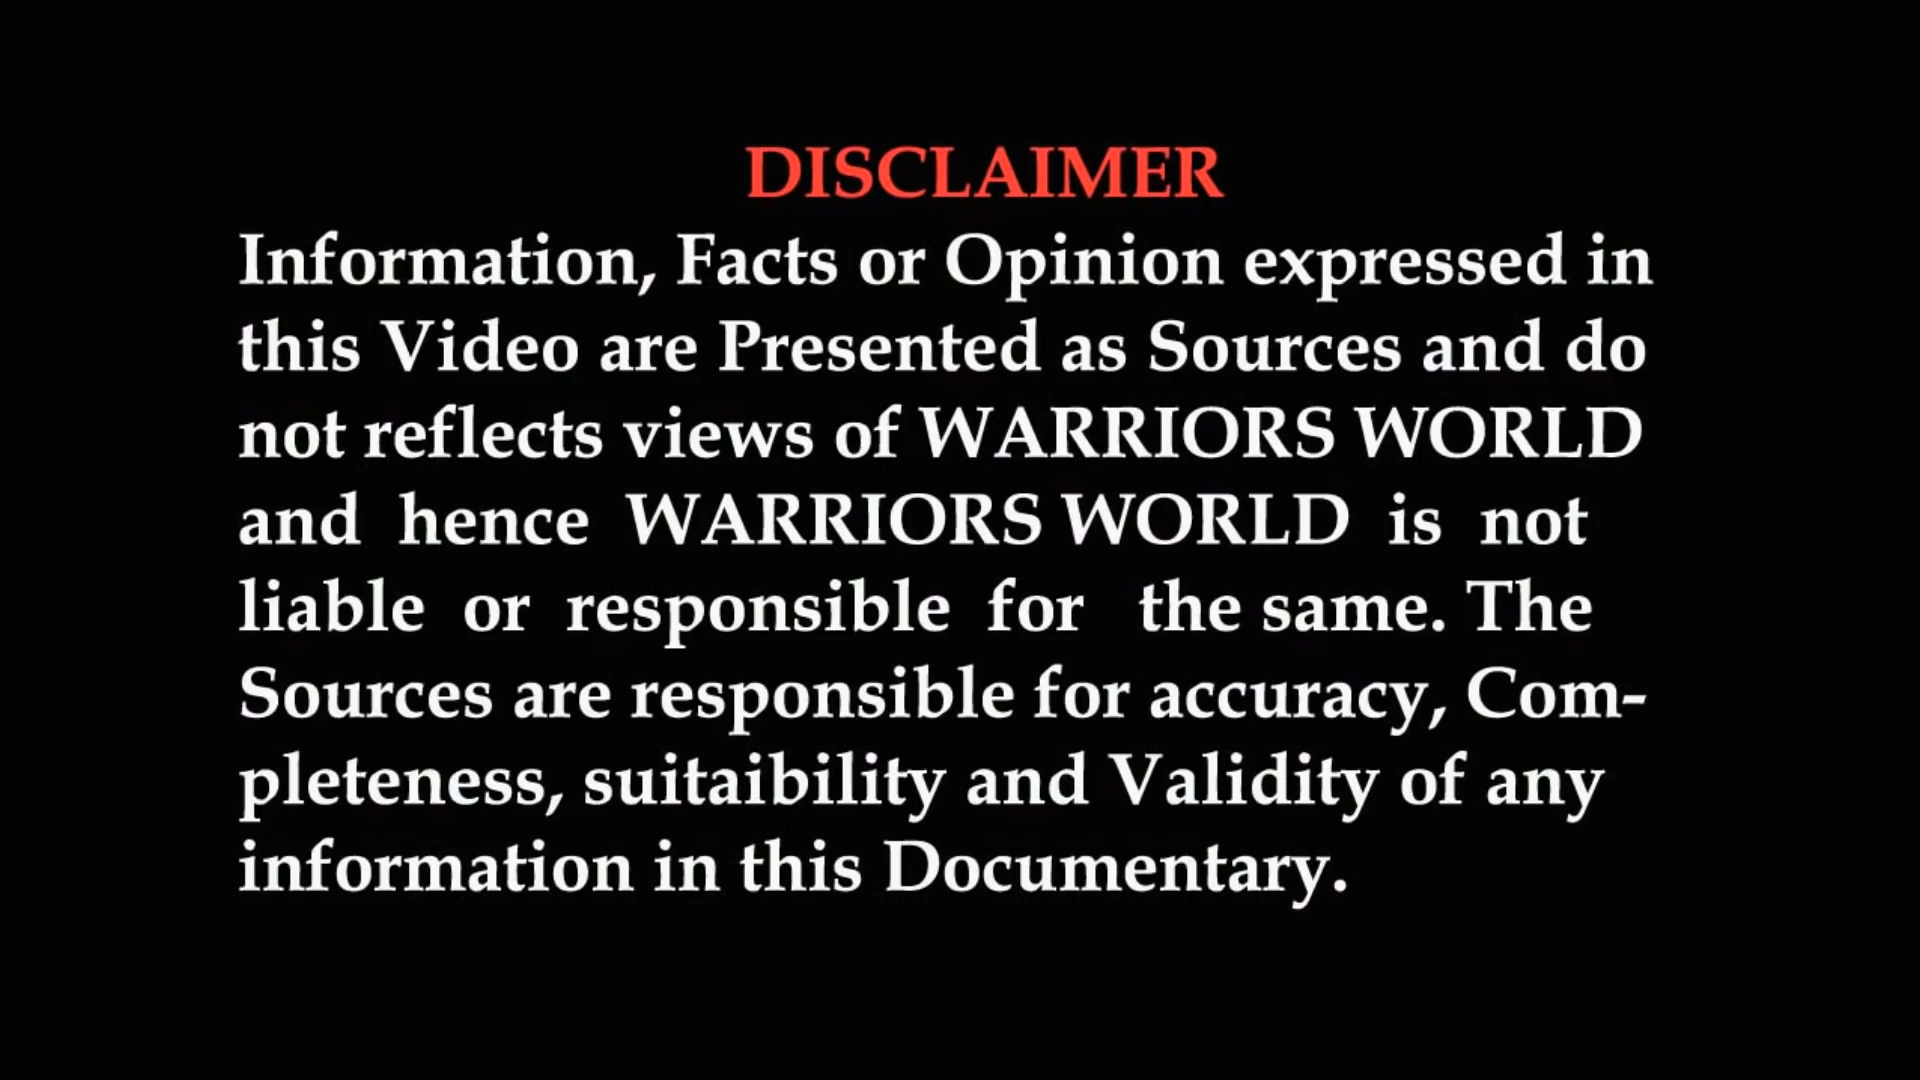 DISCLAIMER
Information, Facts or Opinion expressed in
this Video are Presented as Sources and do
not reflects views of WARRIORS WORLD
and hence WARRIORS WORLD is not
liable or responsible for the same. The
Sources are responsible for accuracy, Com-
pleteness, suitaibility and Validity of any
information in this Documentary.